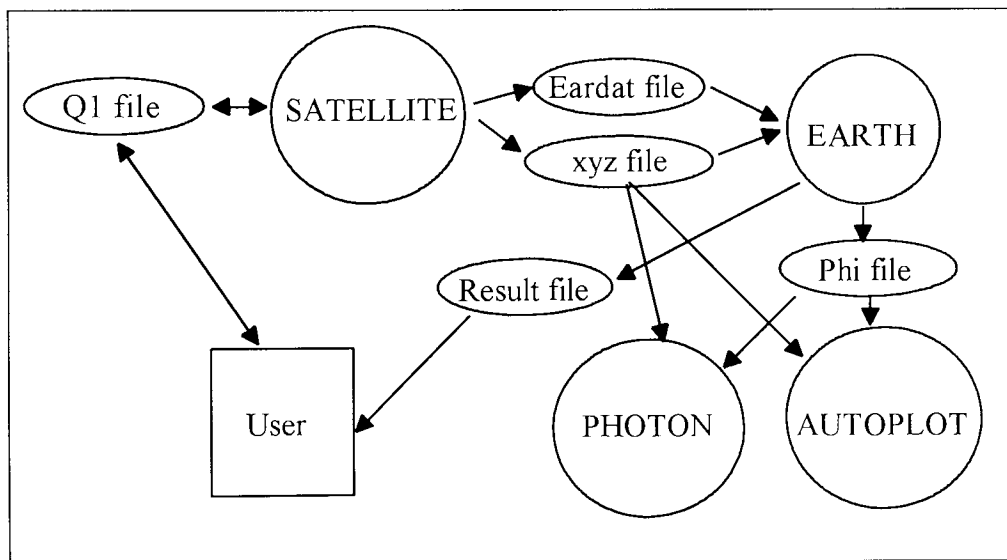 Q1 file
SATELLITE
Eardat file
xyz file
EARTH
Result file
Phi file
User
PHOTON
AUTOPLOT